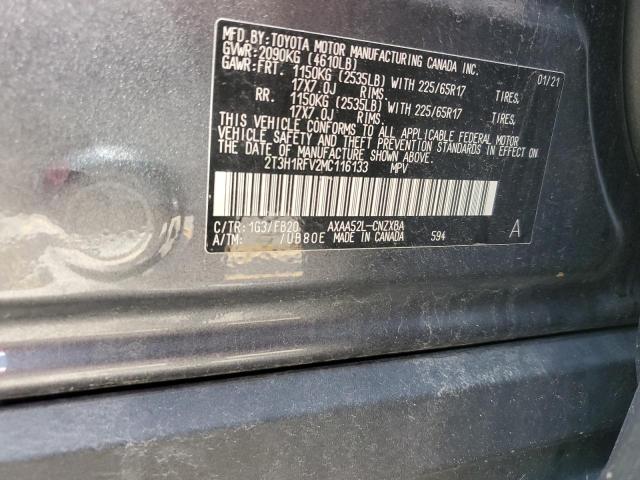 MFD.BY:TOYOTA MOTOR MANUFACTURING CANADA INC.
GVWR:2090KG (4610LB) 01/21
GAWR:FRT. 1150KG (2535LB) WITH 225/65R17 TIRES,
17X7.0J RIMS.
RR. 1150KG (2535LB) WITH 225/65R17 TIRES,
17X7.0J RIMS.
THIS VEHICLE CONFORMS TO ALL APPLICABLE FEDERAL MOTOR
VEHICLE SAFETY AND THEFT PREVENTION STANDARDS IN EFFECT ON
THE DATE OF MANUFACTURE SHOWN ABOVE.
2T3H1RFV2MC116133 MPV
C/TR:1G3/FB20 AXAA52L-CNZXBA
A/TM: /UB80E MADE IN CANADA 594 A